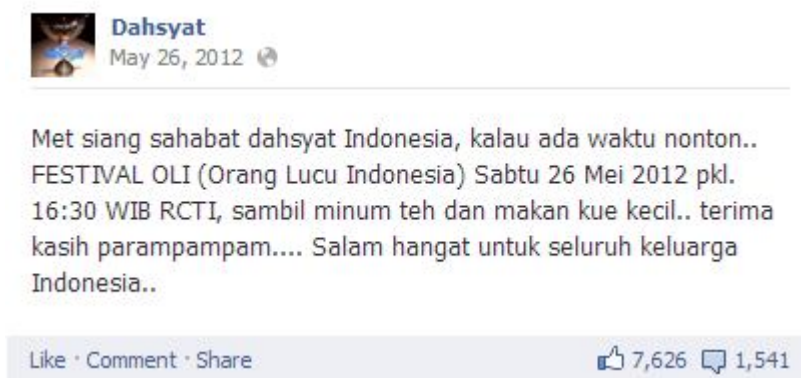 Dahsyat
May 26, 2012
Met siang sahabat dahsyat Indonesia, kalau ada waktu nonton..
FESTIVAL OLI (Orang Lucu Indonesia) Sabtu 26 Mei 2012 pkl.
16:30 WIB RCTI, sambil minum teh dan makan kue kecil.. terima
kasih parampampam.... Salam hangat untuk seluruh keluarga
Indonesia..
Like · Comment · Share 7,626 1,541